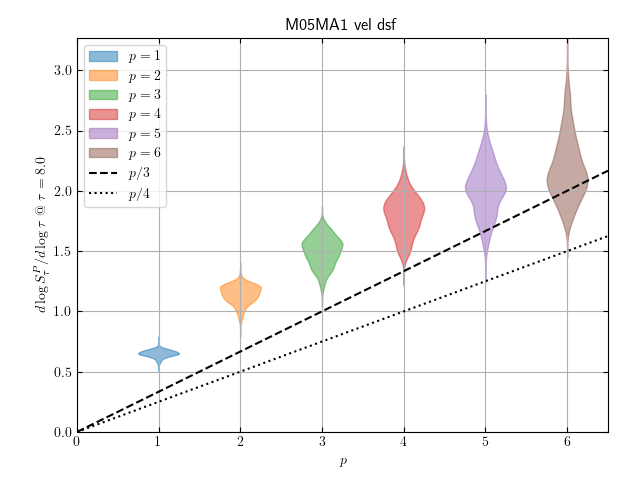 M05MA1 vel dsf
p = 1
p = 2
p = 3
p = 4
p = 5
p = 6
p/3
p/4
3.0
2.5
2.0
1.5
1.0
0.5
0.0
0 1 2 3 4 5 6
p
d log S_τ^P / d log τ @ τ = 8.0